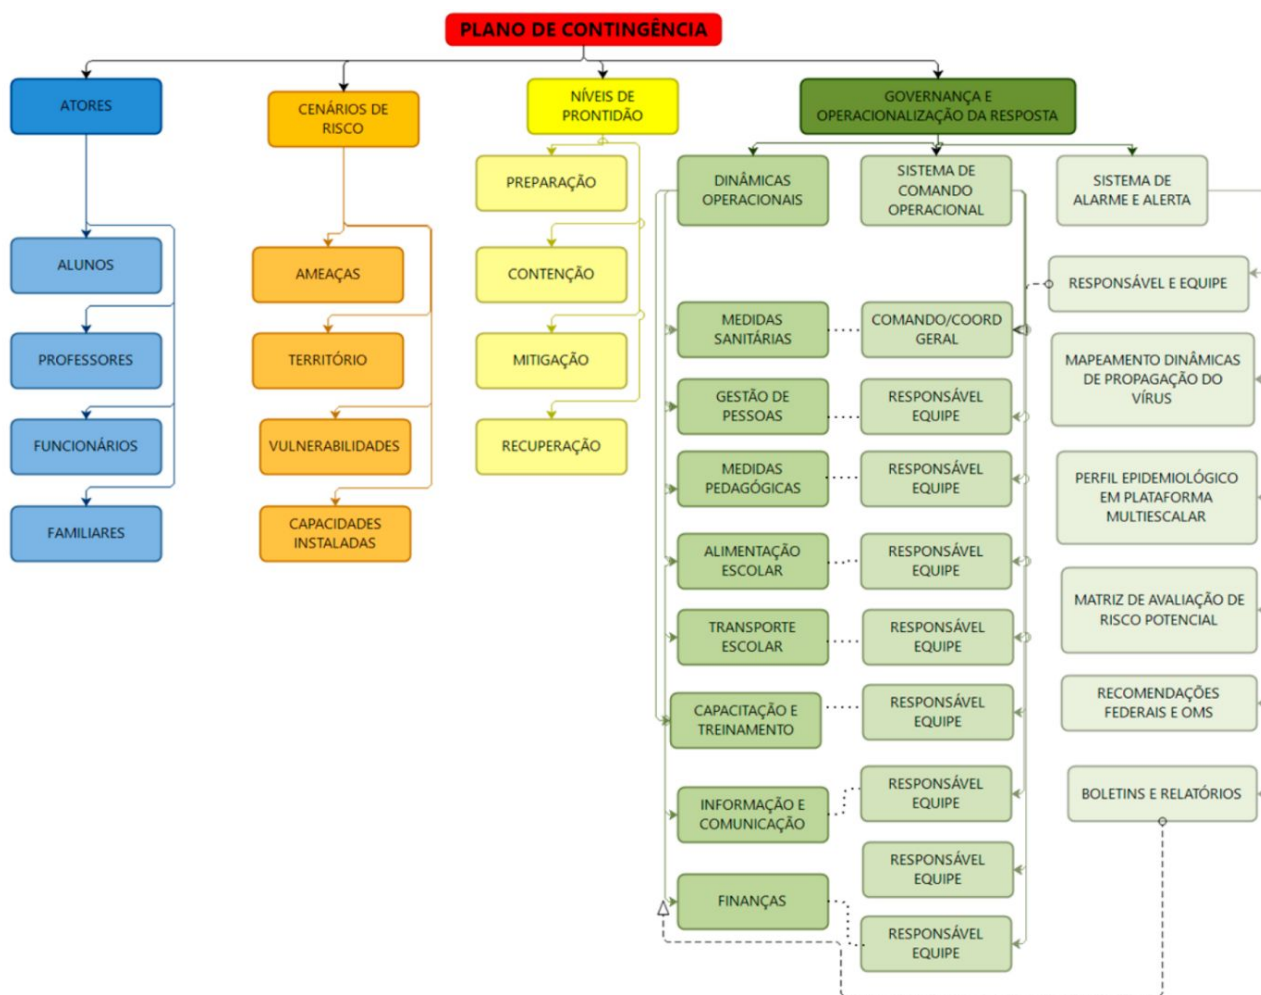 PLANO DE CONTINGÊNCIA
ATORES
ALUNOS
PROFESSORES
FUNCIONÁRIOS
FAMILIARES
CENÁRIOS DE
RISCO
AMEAÇAS
TERRITÓRIO
VULNERABILIDADES
CAPACIDADES
INSTALADAS
NÍVEIS DE
PRONTIDÃO
PREPARAÇÃO
CONTENÇÃO
MITIGAÇÃO
RECUPERAÇÃO
GOVERNANÇA E
OPERACIONALIZAÇÃO DA RESPOSTA
DINÂMICAS
OPERACIONAIS
MEDIDAS
SANITÁRIAS
GESTÃO DE
PESSOAS
MEDIDAS
PEDAGÓGICAS
ALIMENTAÇÃO
ESCOLAR
TRANSPORTE
ESCOLAR
CAPACITAÇÃO E
TREINAMENTO
INFORMAÇÃO E
COMUNICAÇÃO
FINANÇAS
SISTEMA DE
COMANDO
OPERACIONAL
COMANDO/COORD
GERAL
RESPONSÁVEL
EQUIPE
RESPONSÁVEL
EQUIPE
RESPONSÁVEL
EQUIPE
RESPONSÁVEL
EQUIPE
RESPONSÁVEL
EQUIPE
RESPONSÁVEL
EQUIPE
RESPONSÁVEL
EQUIPE
RESPONSÁVEL
EQUIPE
SISTEMA DE
ALARME E ALERTA
RESPONSÁVEL E EQUIPE
MAPEAMENTO DINÂMICAS
DE PROPAGAÇÃO DO
VÍRUS
PERFIL EPIDEMIOLÓGICO
EM PLATAFORMA
MULTIESCALAR
MATRIZ DE AVALIAÇÃO DE
RISCO POTENCIAL
RECOMENDAÇÕES
FEDERAIS E OMS
BOLETINS E RELATÓRIOS